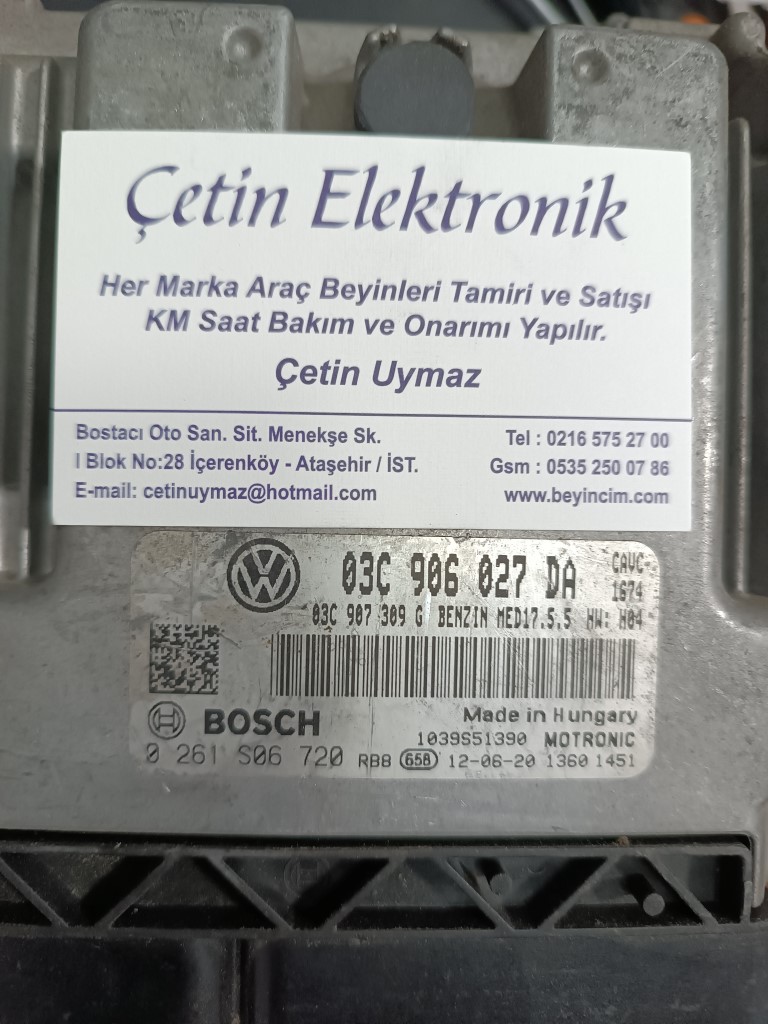 Çetin Elektronik
Her Marka Araç Beyinleri Tamiri ve Satışı
KM Saat Bakım ve Onarımı Yapılır.
Çetin Uymaz
Bostacı Oto San. Sit. Menekşe Sk.
I Blok No:28 İçerenköy - Ataşehir / İST.
E-mail: cetinuymaz@hotmail.com
Tel : 0216 575 27 00
Gsm : 0535 250 07 86
www.beyincim.com
03C 906 027 DA
CAVC-
1674
03C 907 309 G BENZIN MED17.5.5 HW: H04
BOSCH
Made in Hungary
1039S51390 MOTRONIC
0 261 S06 720 RBB 658 12-06-20 1360 1451